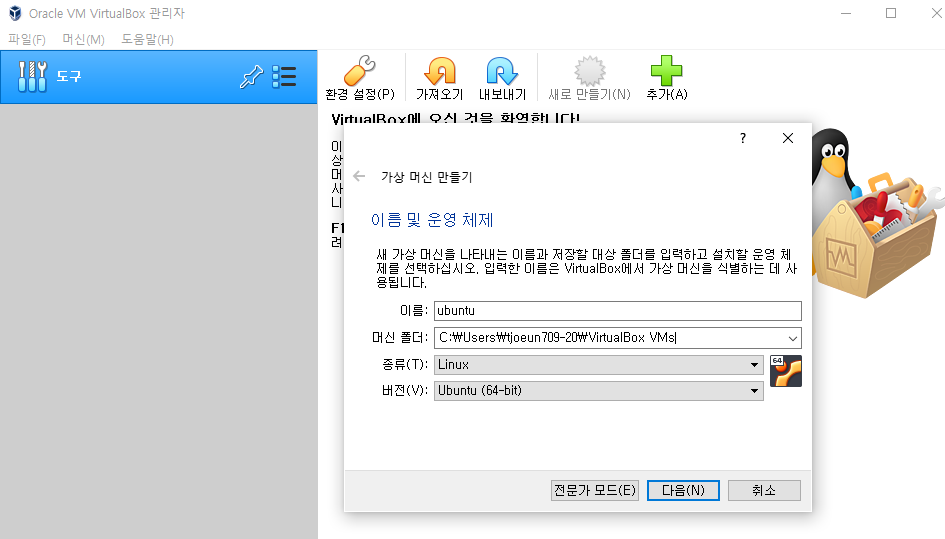 Oracle VM VirtualBox 관리자
파일(F) 머신(M) 도움말(H)
도구
환경 설정(P) 가져오기 내보내기 새로 만들기(N) 추가(A)
VirtualBox에 오신 것을 환영합니다!
가상 머신 만들기
이름 및 운영 체제
새 가상 머신을 나타내는 이름과 저장할 대상 폴더를 입력하고 설치할 운영 체
제를 선택하십시오. 입력한 이름은 VirtualBox에서 가상 머신을 식별하는 데 사
용됩니다.
이름: ubuntu
머신 폴더: C:₩Users₩tjoeun709-20₩VirtualBox VMs
종류(T): Linux
64
버전(V): Ubuntu (64-bit)
전문가 모드(E) 다음(N) 취소